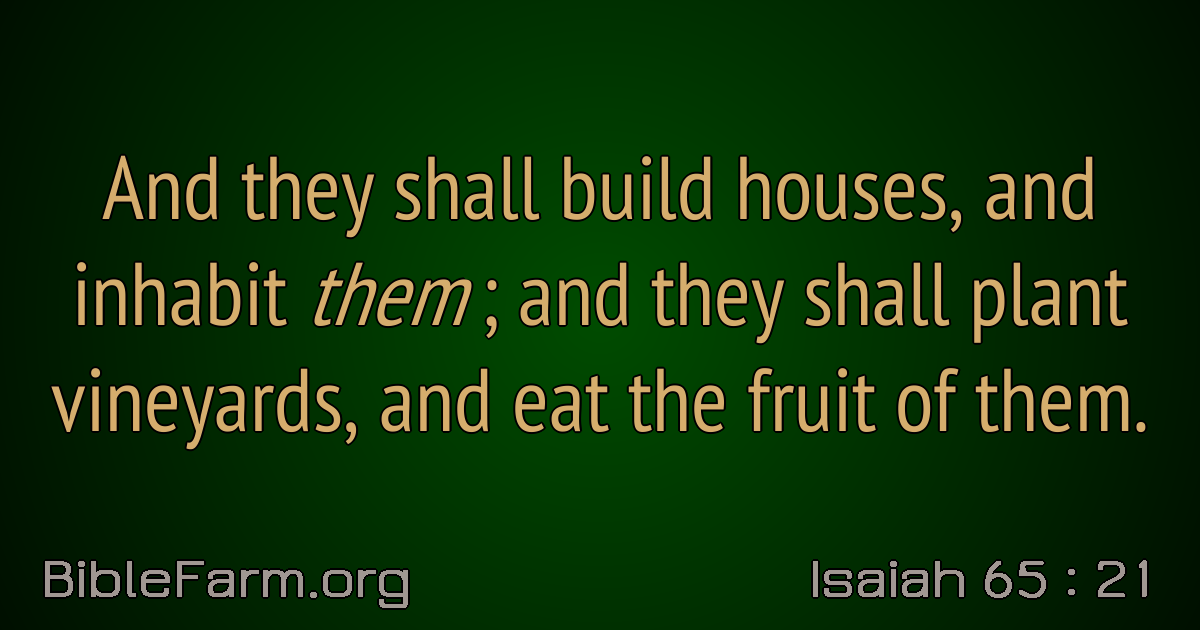 And they shall build houses, and
inhabit them; and they shall plant
vineyards, and eat the fruit of them.
BibleFarm.org
Isaiah 65 : 21